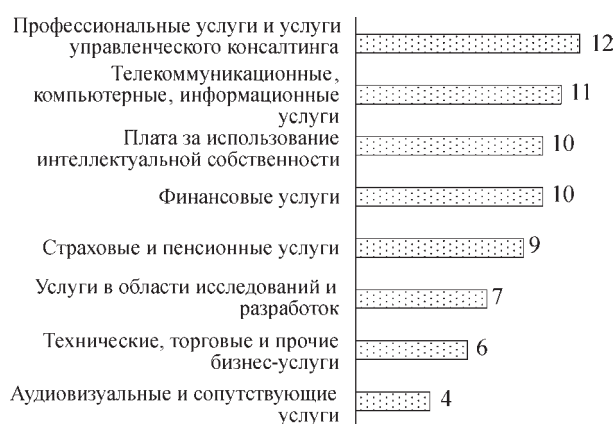 Профессиональные услуги и услуги
управленческого консалтинга
12
Телекоммуникационные,
компьютерные, информационные
услуги
11
Плата за использование
интеллектуальной собственности
10
Финансовые услуги
10
Страховые и пенсионные услуги
9
Услуги в области исследований и
разработок
7
Технические, торговые и прочие
бизнес-услуги
6
Аудиовизуальные и сопутствующие
услуги
4